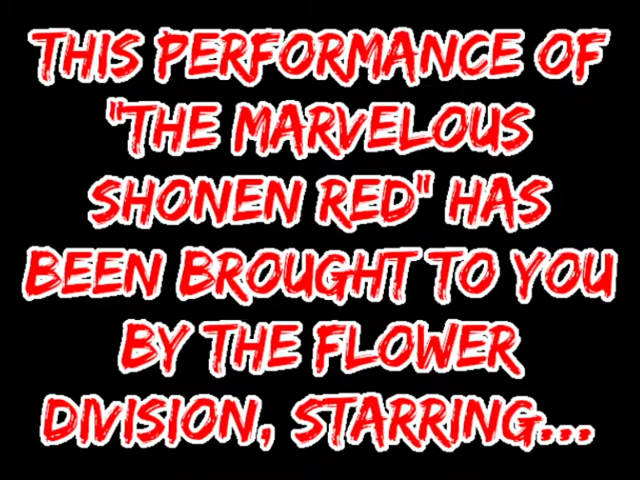 THIS PERFORMANCE OF
"THE MARVELOUS
SHONEN RED" HAS
BEEN BROUGHT TO YOU
BY THE FLOWER
DIVISION, STARRING...